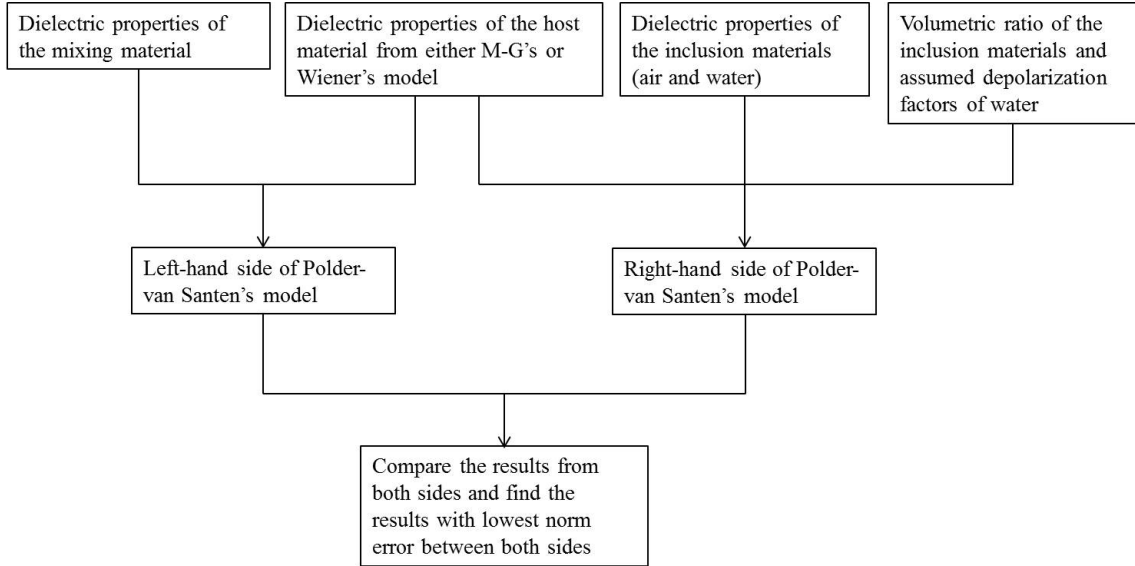 Dielectric properties of
the mixing material
Dielectric properties of the host
material from either M-G's or
Wiener's model
Dielectric properties of
the inclusion materials
(air and water)
Volumetric ratio of the
inclusion materials and
assumed depolarization
factors of water
Left-hand side of Polder-
van Santen's model
Right-hand side of Polder-
van Santen's model
Compare the results from
both sides and find the
results with lowest norm
error between both sides